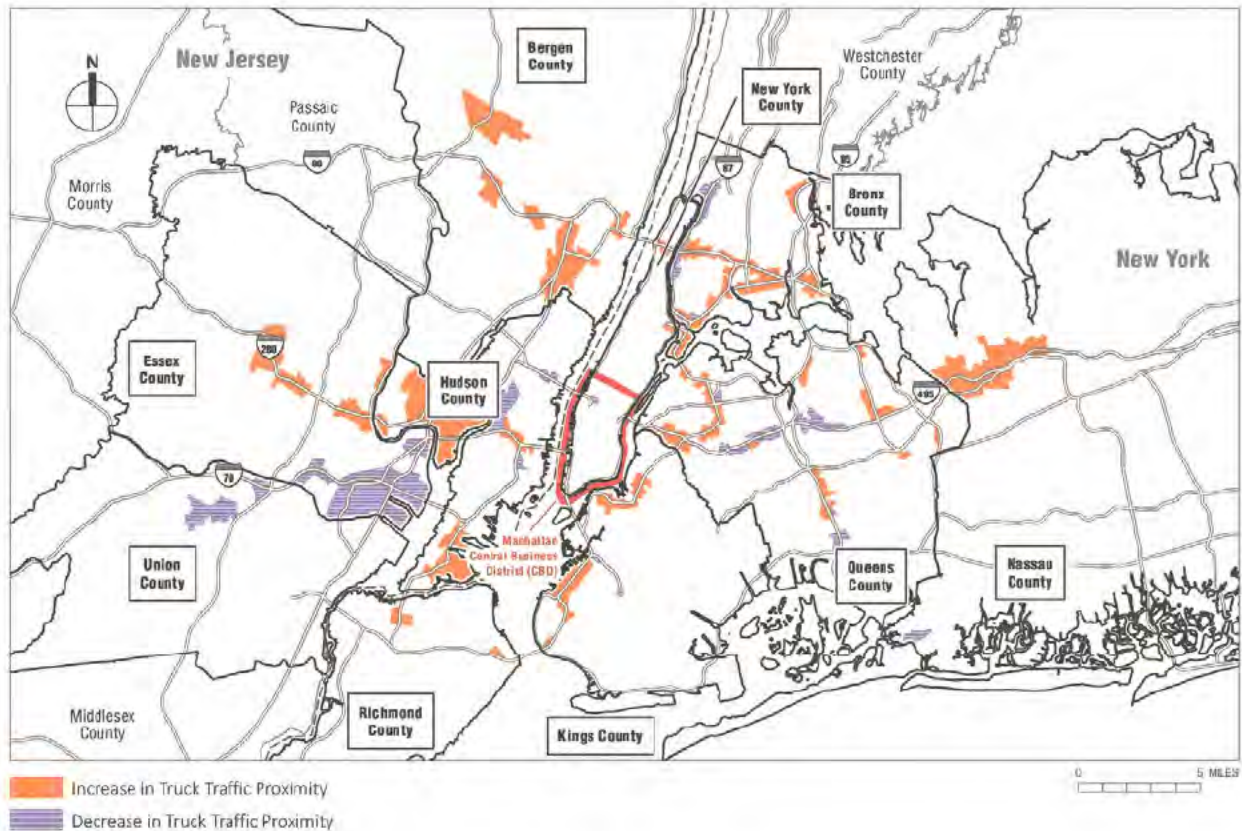 New Jersey
Bergen
County
Westchester
County
N
New York
County
Passaic
County
80
87
95
Morris
County
Bronx
County
New York
280
Essex
County
Hudson
County
495
78
Manhattan
Central Business
District (CBD)
Union
County
Queens
County
Nassau
County
Middlesex
County
Richmond
County
Kings County
0 5 MILES
Increase in Truck Traffic Proximity
Decrease in Truck Traffic Proximity